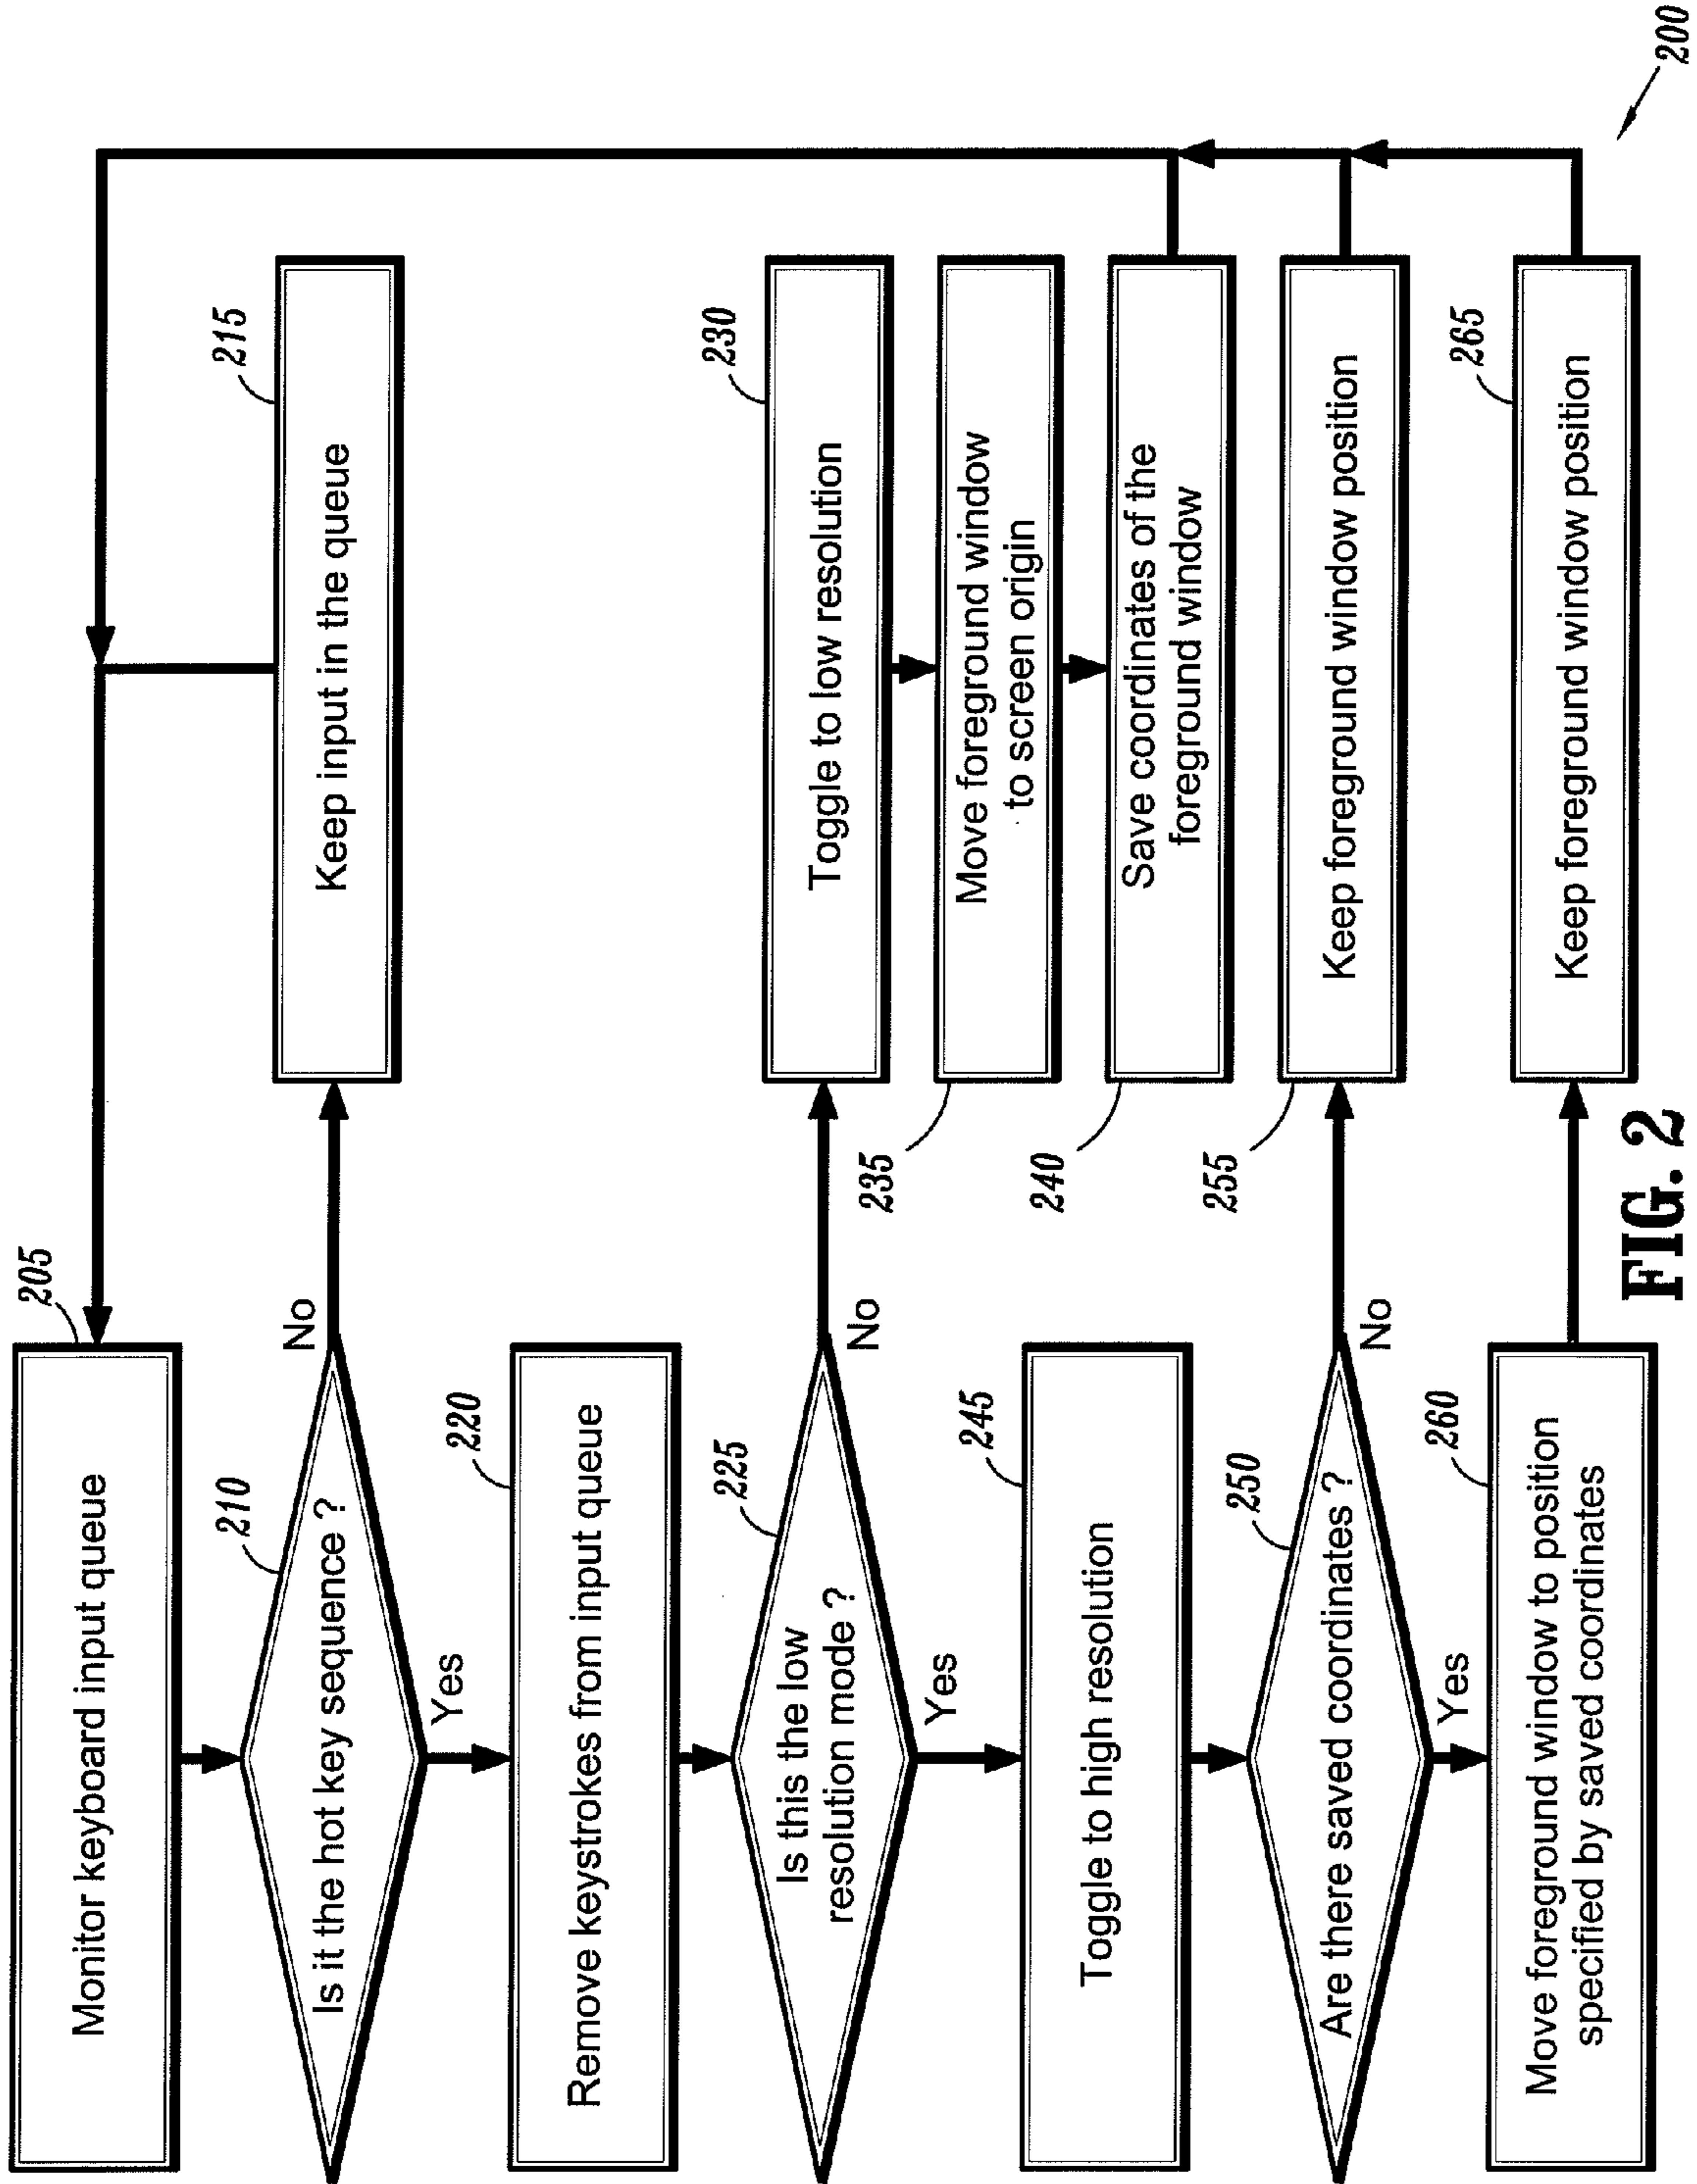 205
Monitor keyboard input queue
210
Is it the hot key sequence ?
No
215
Keep input in the queue
Yes
220
Remove keystrokes from input queue
225
Is this the low
resolution mode ?
No
230
Toggle to low resolution
235
Move foreground window
to screen origin
240
Save coordinates of the
foreground window
Yes
245
Toggle to high resolution
250
Are there saved coordinates ?
No
255
Keep foreground window position
Yes
260
Move foreground window to position
specified by saved coordinates
265
Keep foreground window position
200
FIG. 2